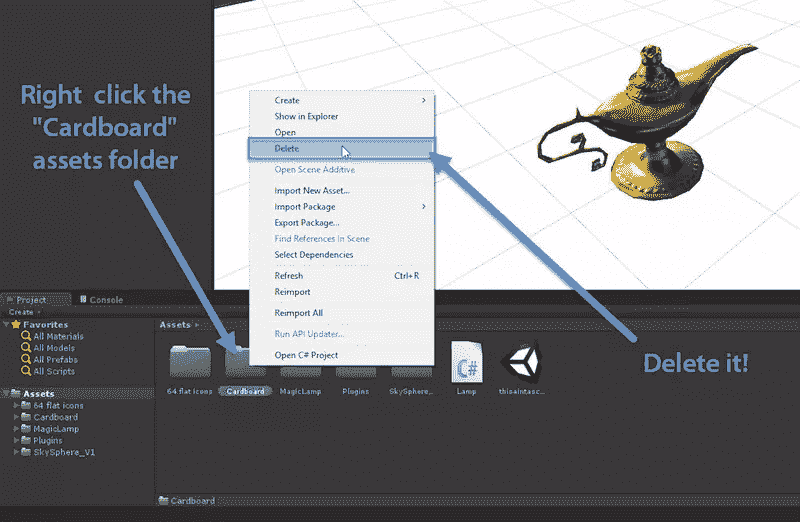 Right click the
"Cardboard"
assets folder
Create
Show in Explorer
Open
Delete
Open Scene Additive
Import New Asset...
Import Package
Export Package...
Find References In Scene
Select Dependencies
Refresh Ctrl+R
Reimport
Reimport All
Run API Updater...
Open C# Project
Delete it!
Project Console
Create
Favorites
All Materials
All Models
All Prefabs
All Scripts
Assets
64 flat icons
Cardboard
MagicLamp
Plugins
SkySphere_V1
Assets
64 flat icons Cardboard MagicLamp Plugins SkySphere_... Lamp thisaintasc...
C#
Cardboard